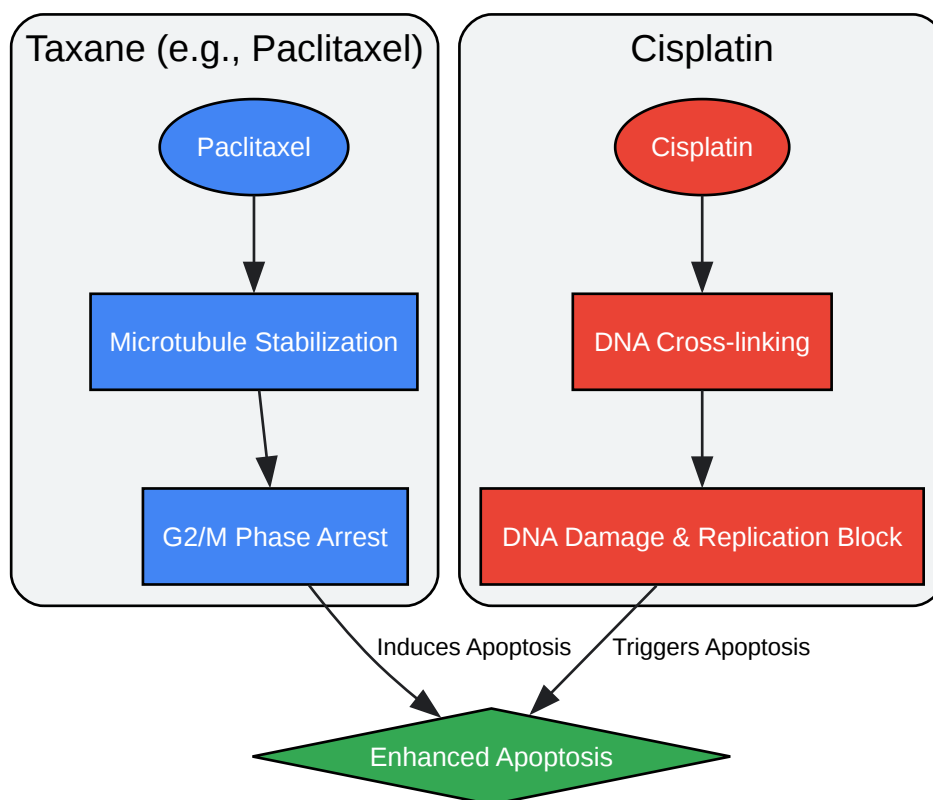 Taxane (e.g., Paclitaxel)
Paclitaxel
Microtubule Stabilization
G2/M Phase Arrest
Cisplatin
Cisplatin
DNA Cross-linking
DNA Damage & Replication Block
Induces Apoptosis
Triggers Apoptosis
Enhanced Apoptosis